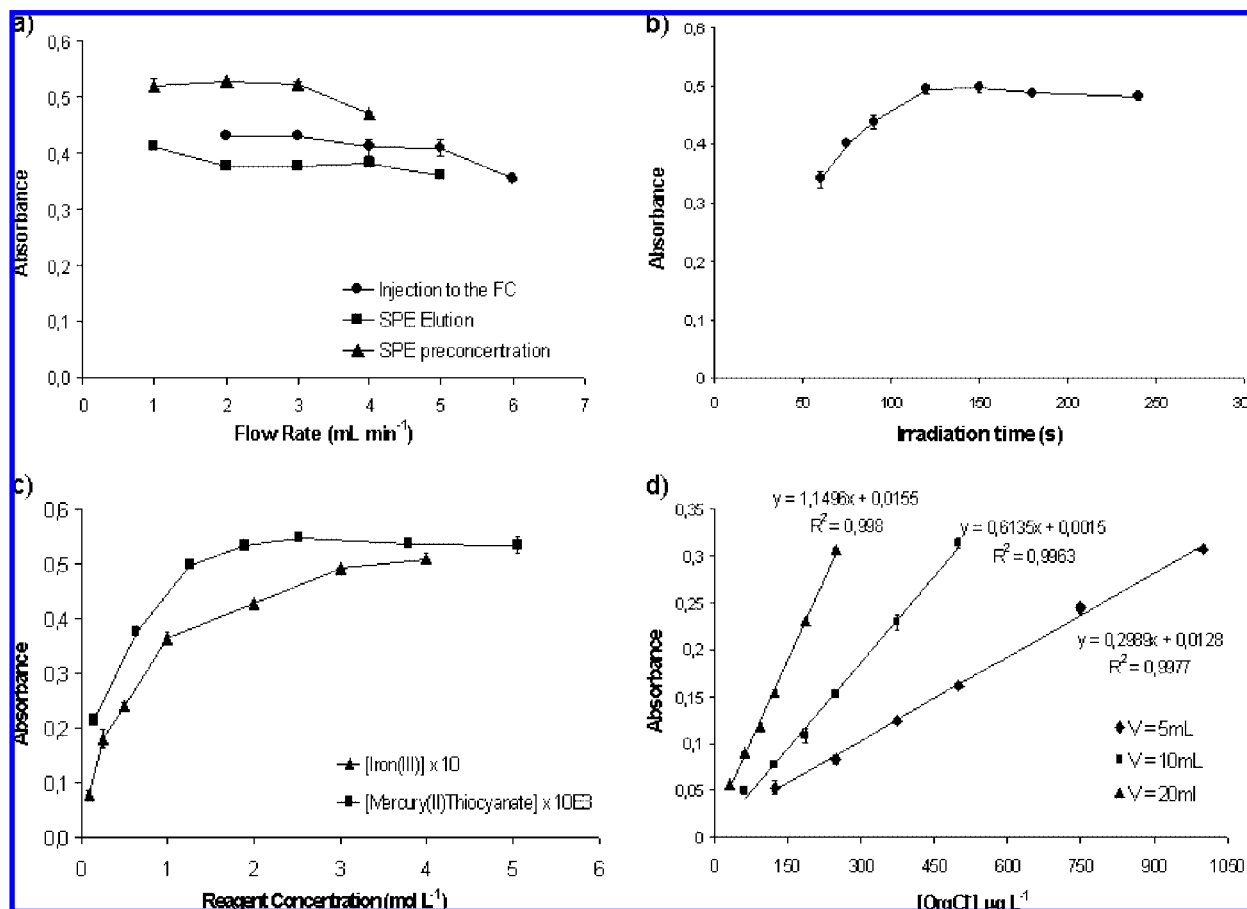 a)
0,6
0,5
0,4
0,3
0,2
0,1
0,0
Absorbance
Injection to the FC
SPE Elution
SPE preconcentration
0 1 2 3 4 5 6 7
Flow Rate (mL min-1)
b)
0,6
0,5
0,4
0,3
0,2
0,1
0
Absorbance
0 50 100 150 200 250 30
Irradiation time (s)
c)
0,6
0,5
0,4
0,3
0,2
0,1
0,0
Absorbance
[Iron(III)] x 10
[Mercury(II)Thiocyanate] x 10E3
0 1 2 3 4 5 6
Reagent Concentration (mol L-1)
d)
0,35
0,3
0,25
0,2
0,15
0,1
0,05
0
Absorbance
y = 1,1496x + 0,0155
R2 = 0,998
y = 0,6135x + 0,0015
R2 = 0,9963
y = 0,2989x + 0,0128
R2 = 0,9977
V = 5mL
V = 10mL
V = 20ml
0 150 300 450 600 750 900 1050
[OrgCl] µg L-1